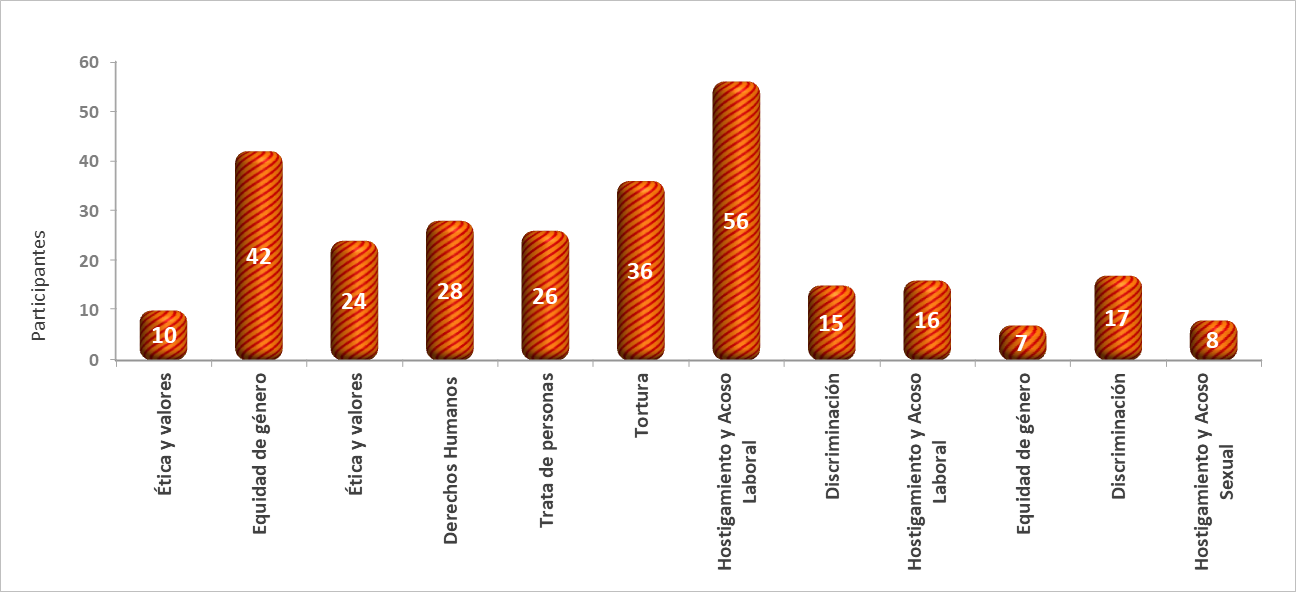 60
50
40
30
20
10
0
Participantes
10
42
24
28
26
36
56
15
16
7
17
8
Ética y valores
Equidad de género
Ética y valores
Derechos Humanos
Trata de personas
Tortura
Hostigamiento y Acoso
Laboral
Discriminación
Hostigamiento y Acoso
Laboral
Equidad de género
Discriminación
Hostigamiento y Acoso
Sexual